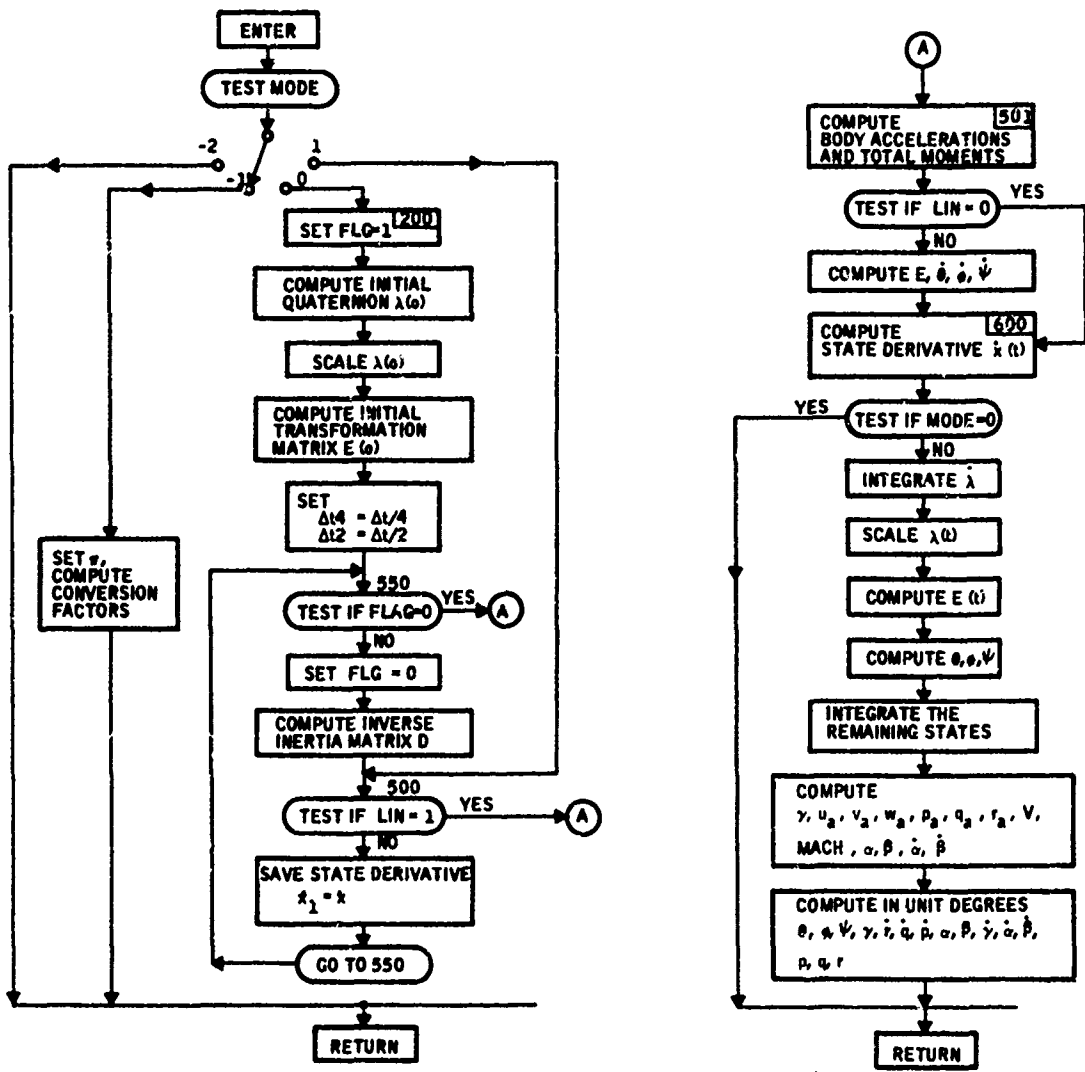 ENTER
TEST MODE
-2
-1
0
1
SET FLG=1
200
COMPUTE INITIAL
QUATERNION λ(o)
SCALE λ(o)
COMPUTE INITIAL
TRANSFORMATION
MATRIX E (o)
SET
Δt4 = Δt/4
Δt2 = Δt/2
SET π,
COMPUTE
CONVERSION
FACTORS
550
TEST IF FLAG=0
YES
A
NO
SET FLG = 0
COMPUTE INVERSE
INERTIA MATRIX D
500
TEST IF LIN = 1
YES
A
NO
SAVE STATE DERIVATIVE
ẋ₁ = ẋ
GO TO 550
RETURN
A
501
COMPUTE
BODY ACCELERATIONS
AND TOTAL MOMENTS
TEST IF LIN = 0
YES
NO
COMPUTE E, θ̇, φ̇, ψ̇
600
COMPUTE
STATE DERIVATIVE ẋ (t)
YES
TEST IF MODE=0
NO
INTEGRATE λ̇
SCALE λ(t)
COMPUTE E (t)
COMPUTE θ, φ, ψ
INTEGRATE THE
REMAINING STATES
COMPUTE
γ, uₐ, vₐ, wₐ, pₐ, qₐ, rₐ, V,
MACH , α, β, α̇, β̇
COMPUTE IN UNIT DEGREES
θ, φ, ψ, γ, ṙ, q̇, ṗ, α, β, γ̇, α̇, β̇,
p, q, r
RETURN